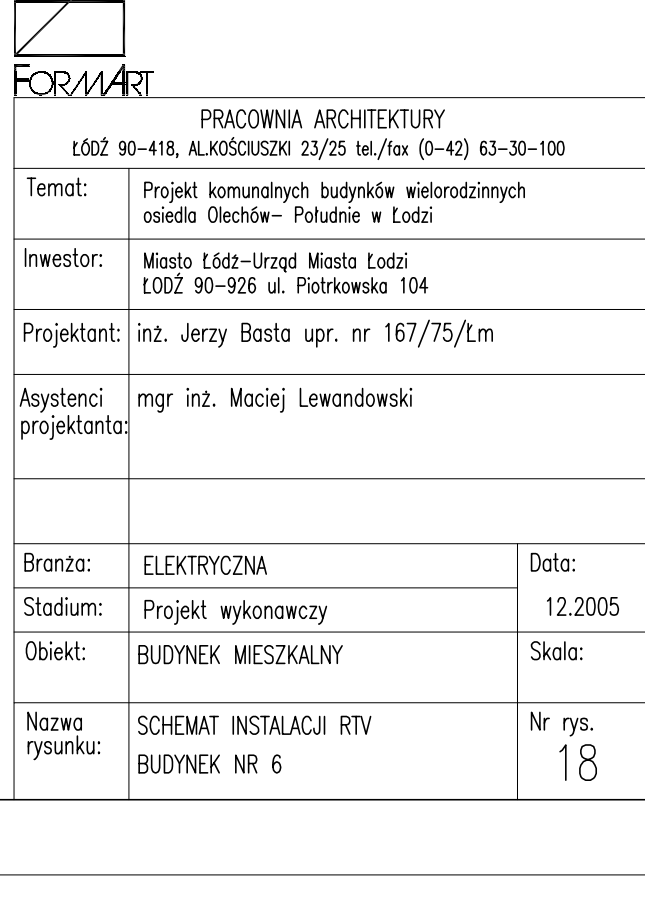 FORMART
PRACOWNIA ARCHITEKTURY
ŁÓDŹ 90-418, AL.KOŚCIUSZKI 23/25 tel./fax (0-42) 63-30-100
Temat:
Projekt komunalnych budynków wielorodzinnych
osiedla Olechów- Południe w Łodzi
Inwestor:
Miasto Łódź-Urząd Miasta Łodzi
ŁODŹ 90-926 ul. Piotrkowska 104
Projektant: inż. Jerzy Basta upr. nr 167/75/Łm
Asystenci mgr inż. Maciej Lewandowski
projektanta:
Branża: ELEKTRYCZNA Data:
Stadium: Projekt wykonawczy 12.2005
Obiekt: BUDYNEK MIESZKALNY Skala:
Nazwa SCHEMAT INSTALACJI RTV Nr rys.
rysunku: BUDYNEK NR 6 18